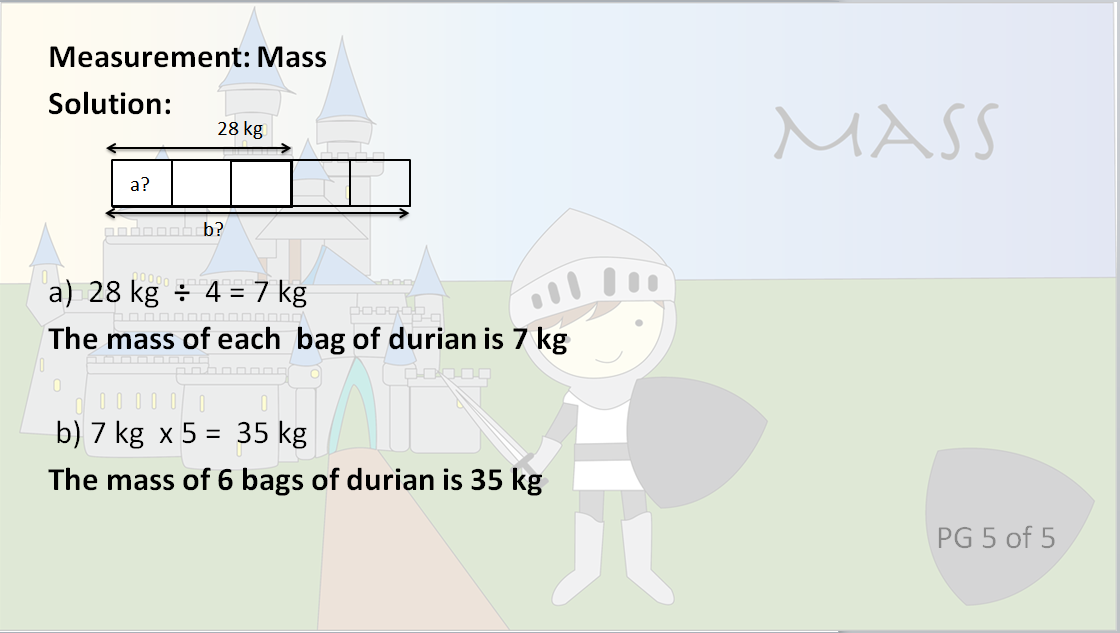 Measurement: Mass
MASS
Solution:
28 kg
a?
b?
a) 28 kg ÷ 4 = 7 kg
The mass of each bag of durian is 7 kg
b) 7 kg x 5 = 35 kg
The mass of 6 bags of durian is 35 kg
PG 5 of 5